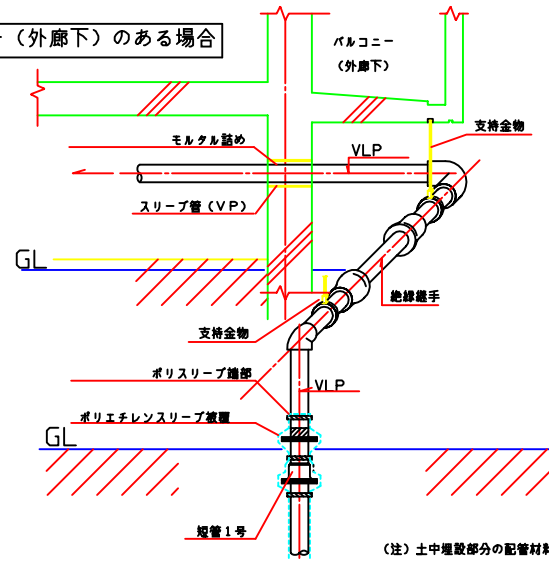 （外廊下）のある場合
バルコニー
（外廊下）
支持金物
モルタル詰め
VLP
スリーブ管（VP）
GL
絶縁継手
支持金物
ポリスリーブ端部
VLP
ポリエチレンスリーブ被覆
GL
短管１号
（注）土中埋設部分の配管材料